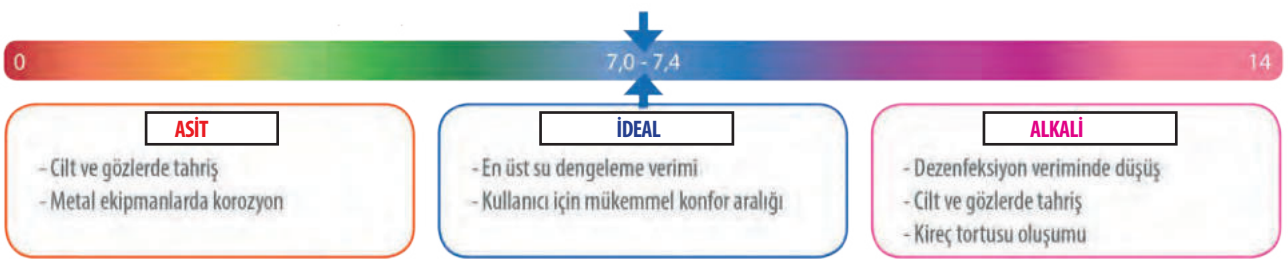 0 7,0 - 7,4 14
ASİT
- Cilt ve gözlerde tahriş
- Metal ekipmanlarda korozyon
İDEAL
- En üst su dengeleme verimi
- Kullanıcı için mükemmel konfor aralığı
ALKALİ
- Dezenfeksiyon veriminde düşüş
- Cilt ve gözlerde tahriş
- Kireç tortusu oluşumu